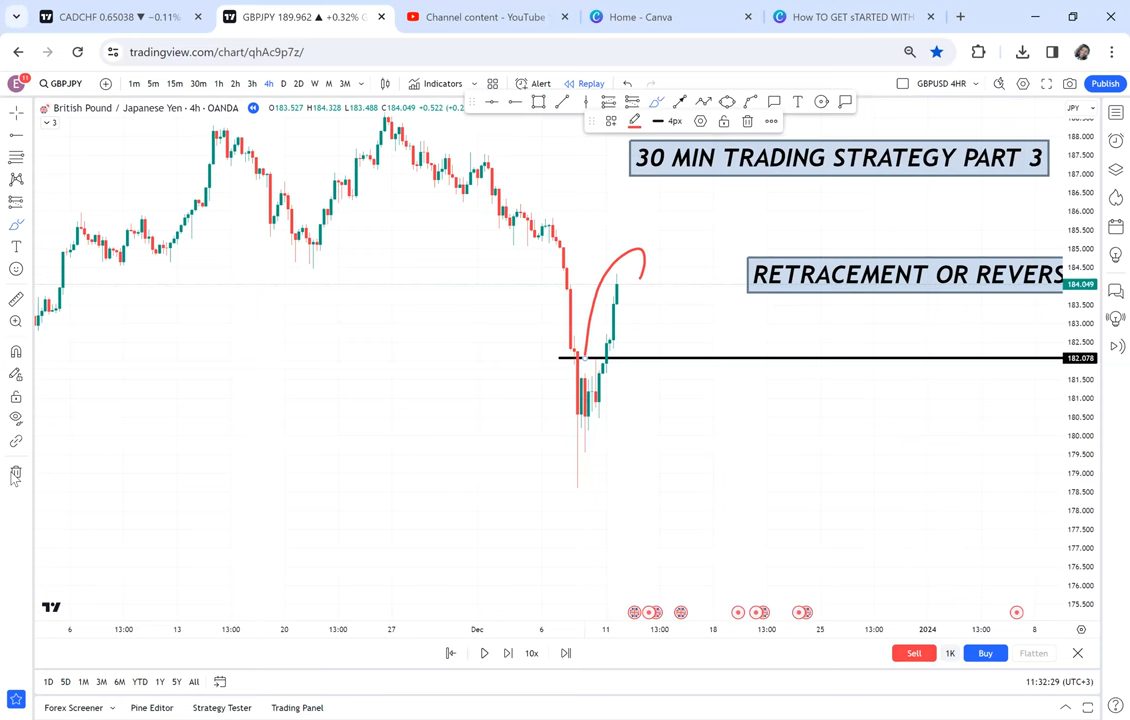 CADCHF 0.65038 ▼ −0.11%
GBPJPY 189.962 ▲ +0.32% G
Channel content - YouTube
Home - Canva
How TO GET sTARTED WITH
tradingview.com/chart/qhAc9p7z/
E 11 GBPJPY 1m 5m 15m 30m 1h 2h 3h 4h D 2D W M 3M Indicators Alert Replay GBPUSD 4HR Publish
British Pound / Japanese Yen · 4h · OANDA O183.527 H184.328 L183.488 C184.049 +0.522 (+0.2
JPY
3
4px
30 MIN TRADING STRATEGY PART 3
RETRACEMENT OR REVERS
188.000
187.500
187.000
186.500
186.000
185.500
185.000
184.500
184.049
183.500
183.000
182.500
182.078
181.500
181.000
180.500
180.000
179.500
179.000
178.500
178.000
177.500
177.000
176.500
176.000
175.500
6 13:00 13 13:00 20 13:00 27 Dec 6 11 13:00 18 13:00 25 13:00 2024 13:00 8
10x
Sell 1K Buy Flatten
1D 5D 1M 3M 6M YTD 1Y 5Y All
11:32:29 (UTC+3)
Forex Screener Pine Editor Strategy Tester Trading Panel